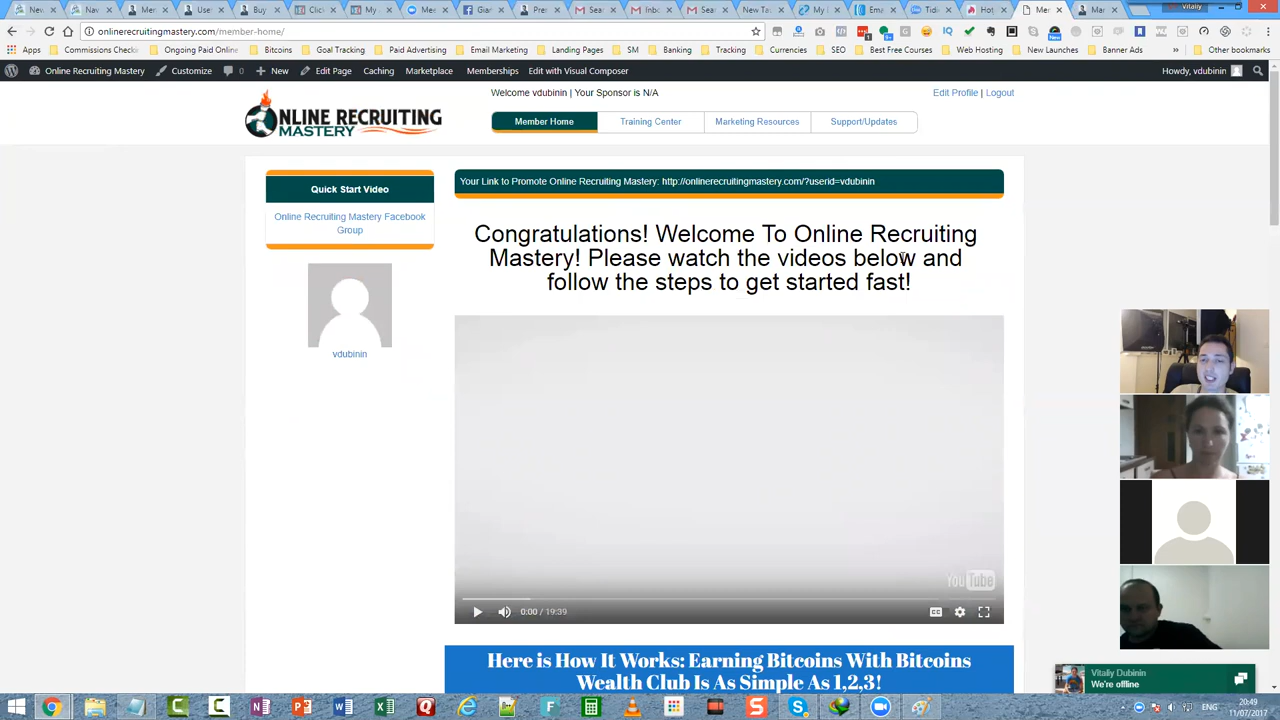 Vitaliy
onlinerecruitingmastery.com/member-home/
Apps Commissions Checki Ongoing Paid Online Bitcoins Goal Tracking Paid Advertising Email Marketing Landing Pages SM Banking Tracking Currencies SEO Best Free Courses Web Hosting New Launches Banner Ads Other bookmarks
Online Recruiting Mastery Customize 0 New Edit Page Caching Marketplace Memberships Edit with Visual Composer Howdy, vdubinin
Welcome vdubinin | Your Sponsor is N/A Edit Profile | Logout
ONLINE RECRUITING
MASTERY
Member Home Training Center Marketing Resources Support/Updates
Quick Start Video
Online Recruiting Mastery Facebook
Group
vdubinin
Your Link to Promote Online Recruiting Mastery: http://onlinerecruitingmastery.com/?userid=vdubinin
Congratulations! Welcome To Online Recruiting
Mastery! Please watch the videos below and
follow the steps to get started fast!
YouTube
0:00 / 19:39
Here is How It Works: Earning Bitcoins With Bitcoins
Wealth Club Is As Simple As 1,2,3!
Vitaliy Dubinin
We're offline
ENG
20:49
11/07/2017